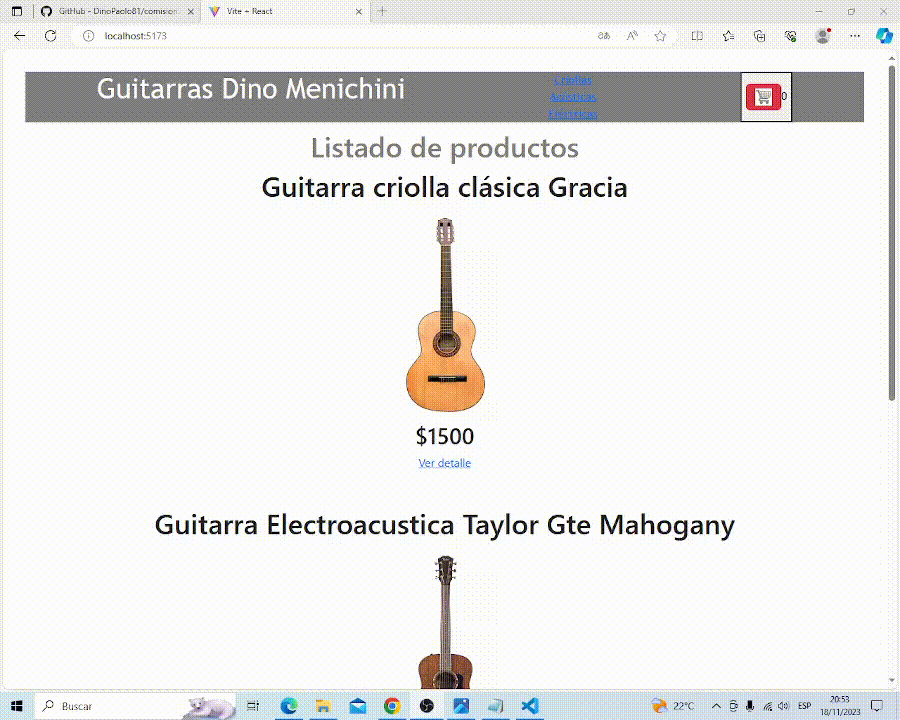 GitHub - DinoPaolo81/comision
Vite + React
localhost:5173
Guitarras Dino Menichini
Criollas
Acústicas
Eléctricas
0
Listado de productos
Guitarra criolla clásica Gracia
$1500
Ver detalle
Guitarra Electroacustica Taylor Gte Mahogany
Buscar
22°C
ESP
20:53
18/11/2023